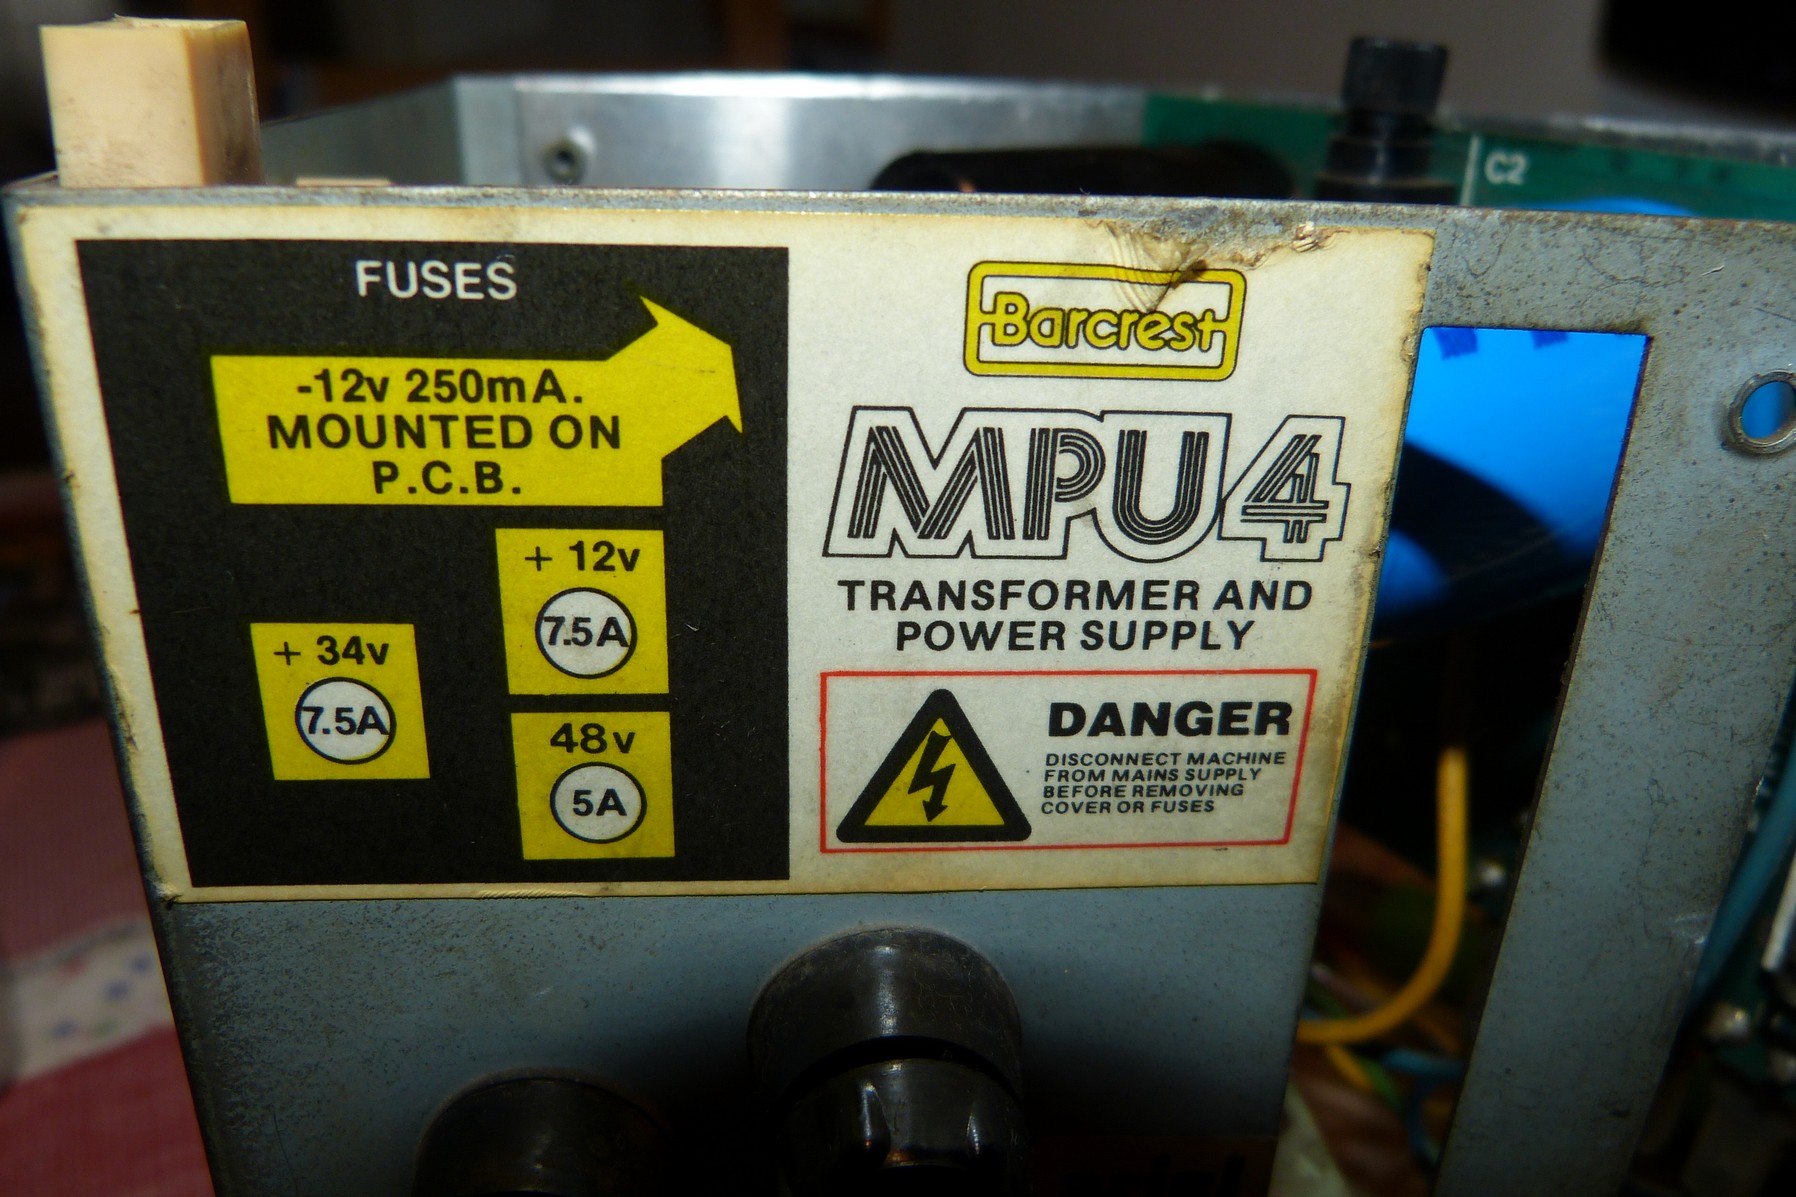 C2
FUSES
-12v 250mA.
MOUNTED ON
P.C.B.
+ 12v
7.5A
+ 34v
7.5A
48v
5A
Barcrest
MPU4
TRANSFORMER AND
POWER SUPPLY
DANGER
DISCONNECT MACHINE
FROM MAINS SUPPLY
BEFORE REMOVING
COVER OR FUSES